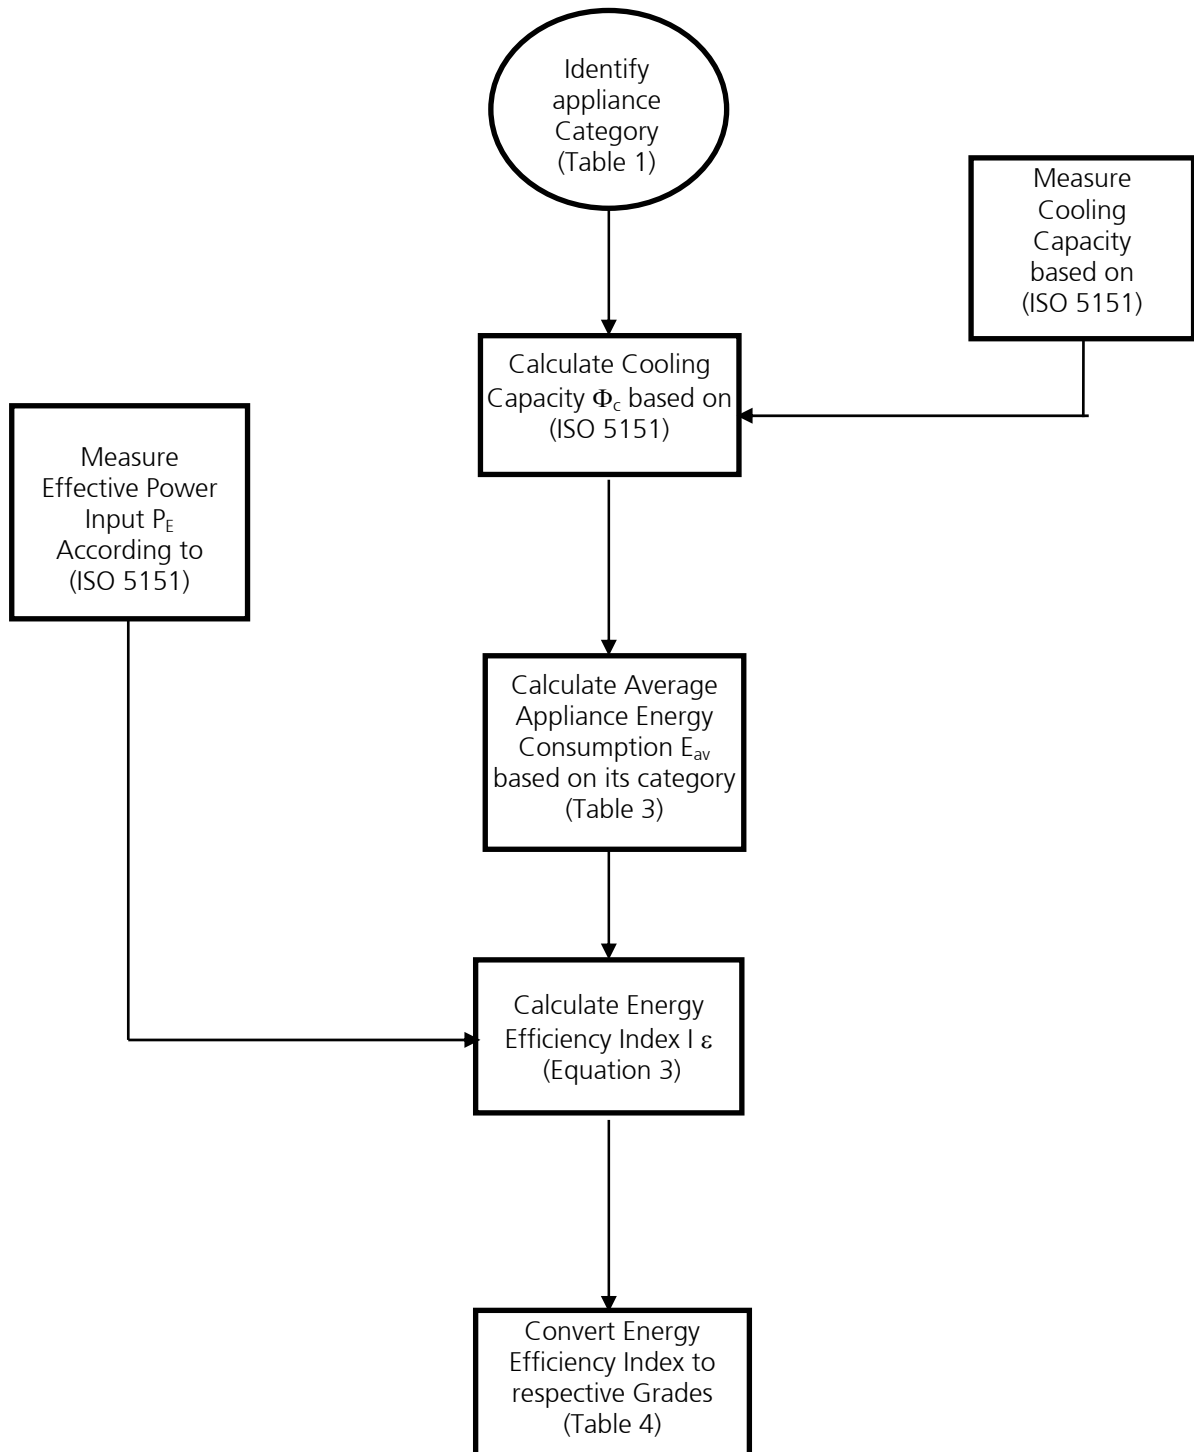 Identify
appliance
Category
(Table 1)
Measure
Cooling
Capacity
based on
(ISO 5151)
Calculate Cooling
Capacity Φc based on
(ISO 5151)
Measure
Effective Power
Input PE
According to
(ISO 5151)
Calculate Average
Appliance Energy
Consumption Eav
based on its category
(Table 3)
Calculate Energy
Efficiency Index I ε
(Equation 3)
Convert Energy
Efficiency Index to
respective Grades
(Table 4)